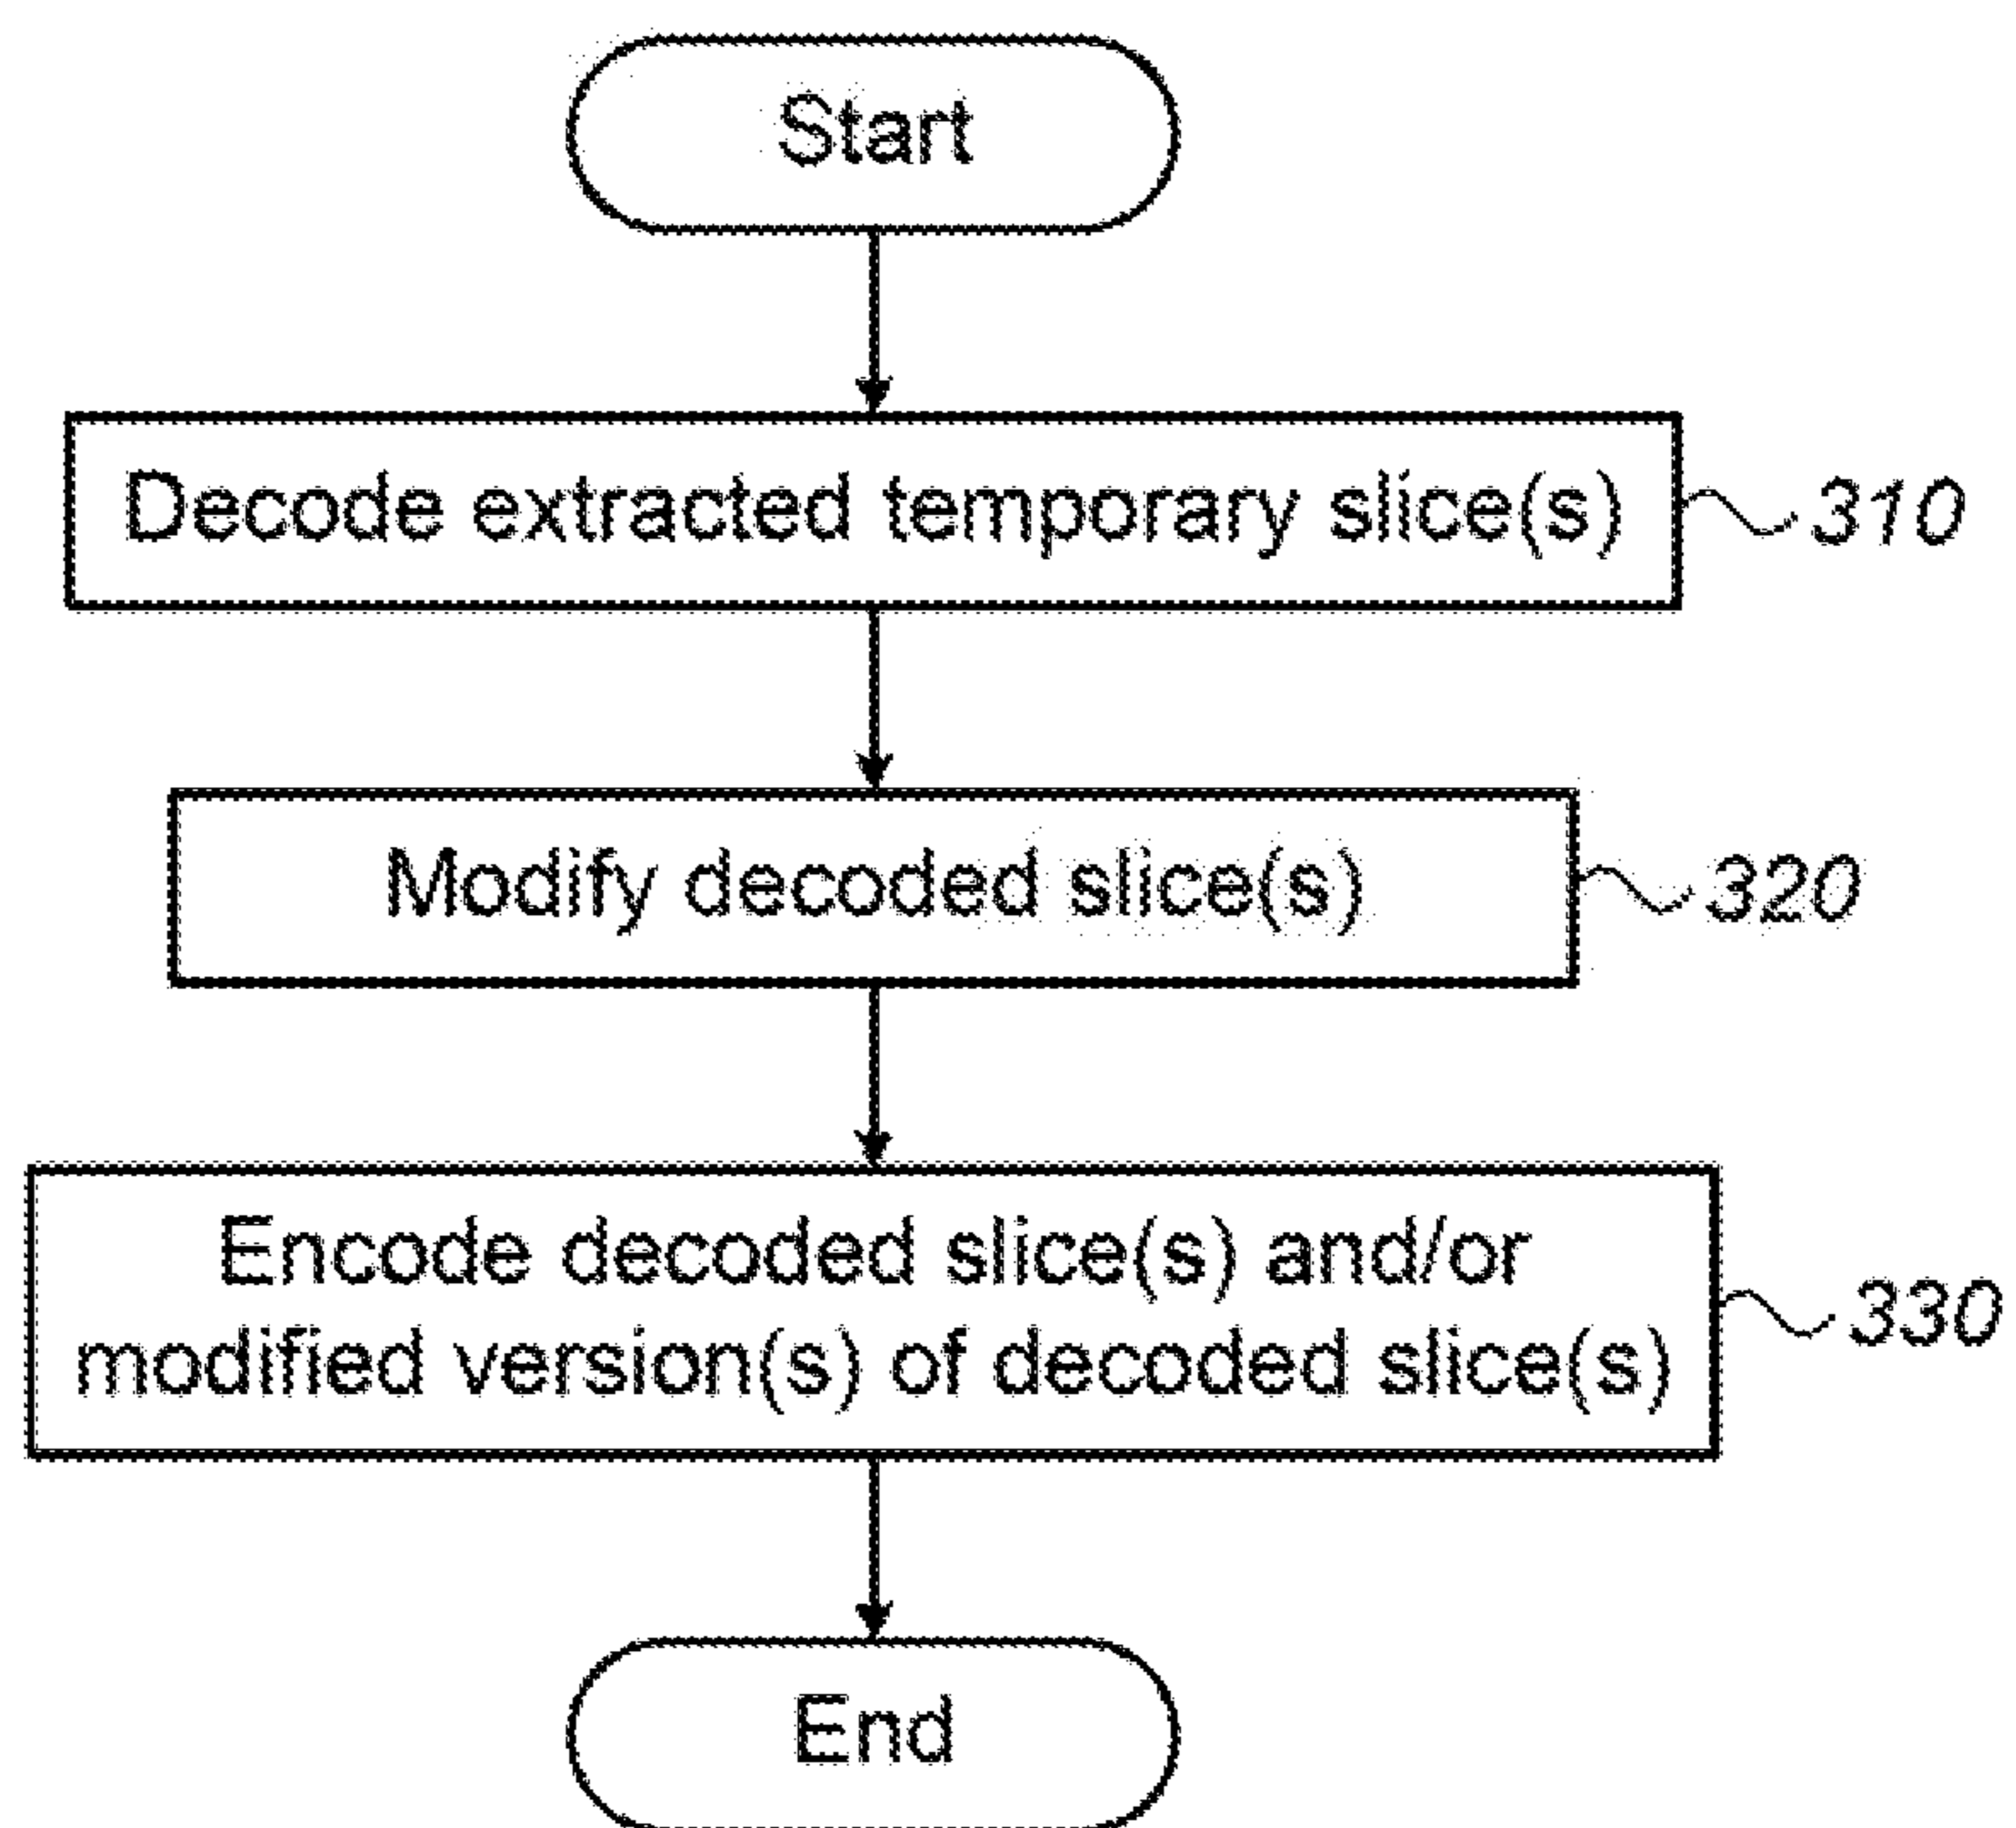 Start
Decode extracted temporary slice(s)
310
Modify decoded slice(s)
320
Encode decoded slice(s) and/or
modified version(s) of decoded slice(s)
330
End